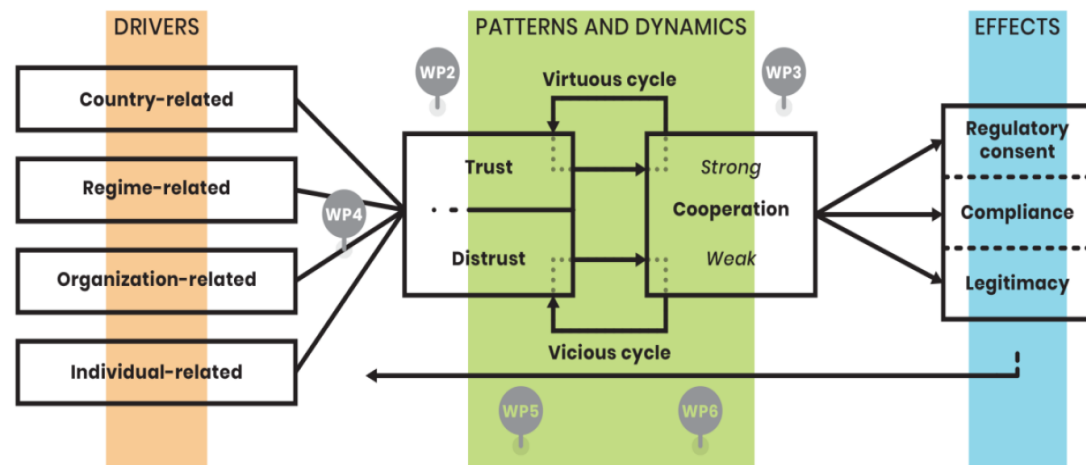 DRIVERS
PATTERNS AND DYNAMICS
EFFECTS
WP2
Virtuous cycle
WP3
Country-related
Regime-related
WP4
Organization-related
Individual-related
Trust
Distrust
Strong
Cooperation
Weak
Regulatory
consent
Compliance
Legitimacy
Vicious cycle
WP5
WP6